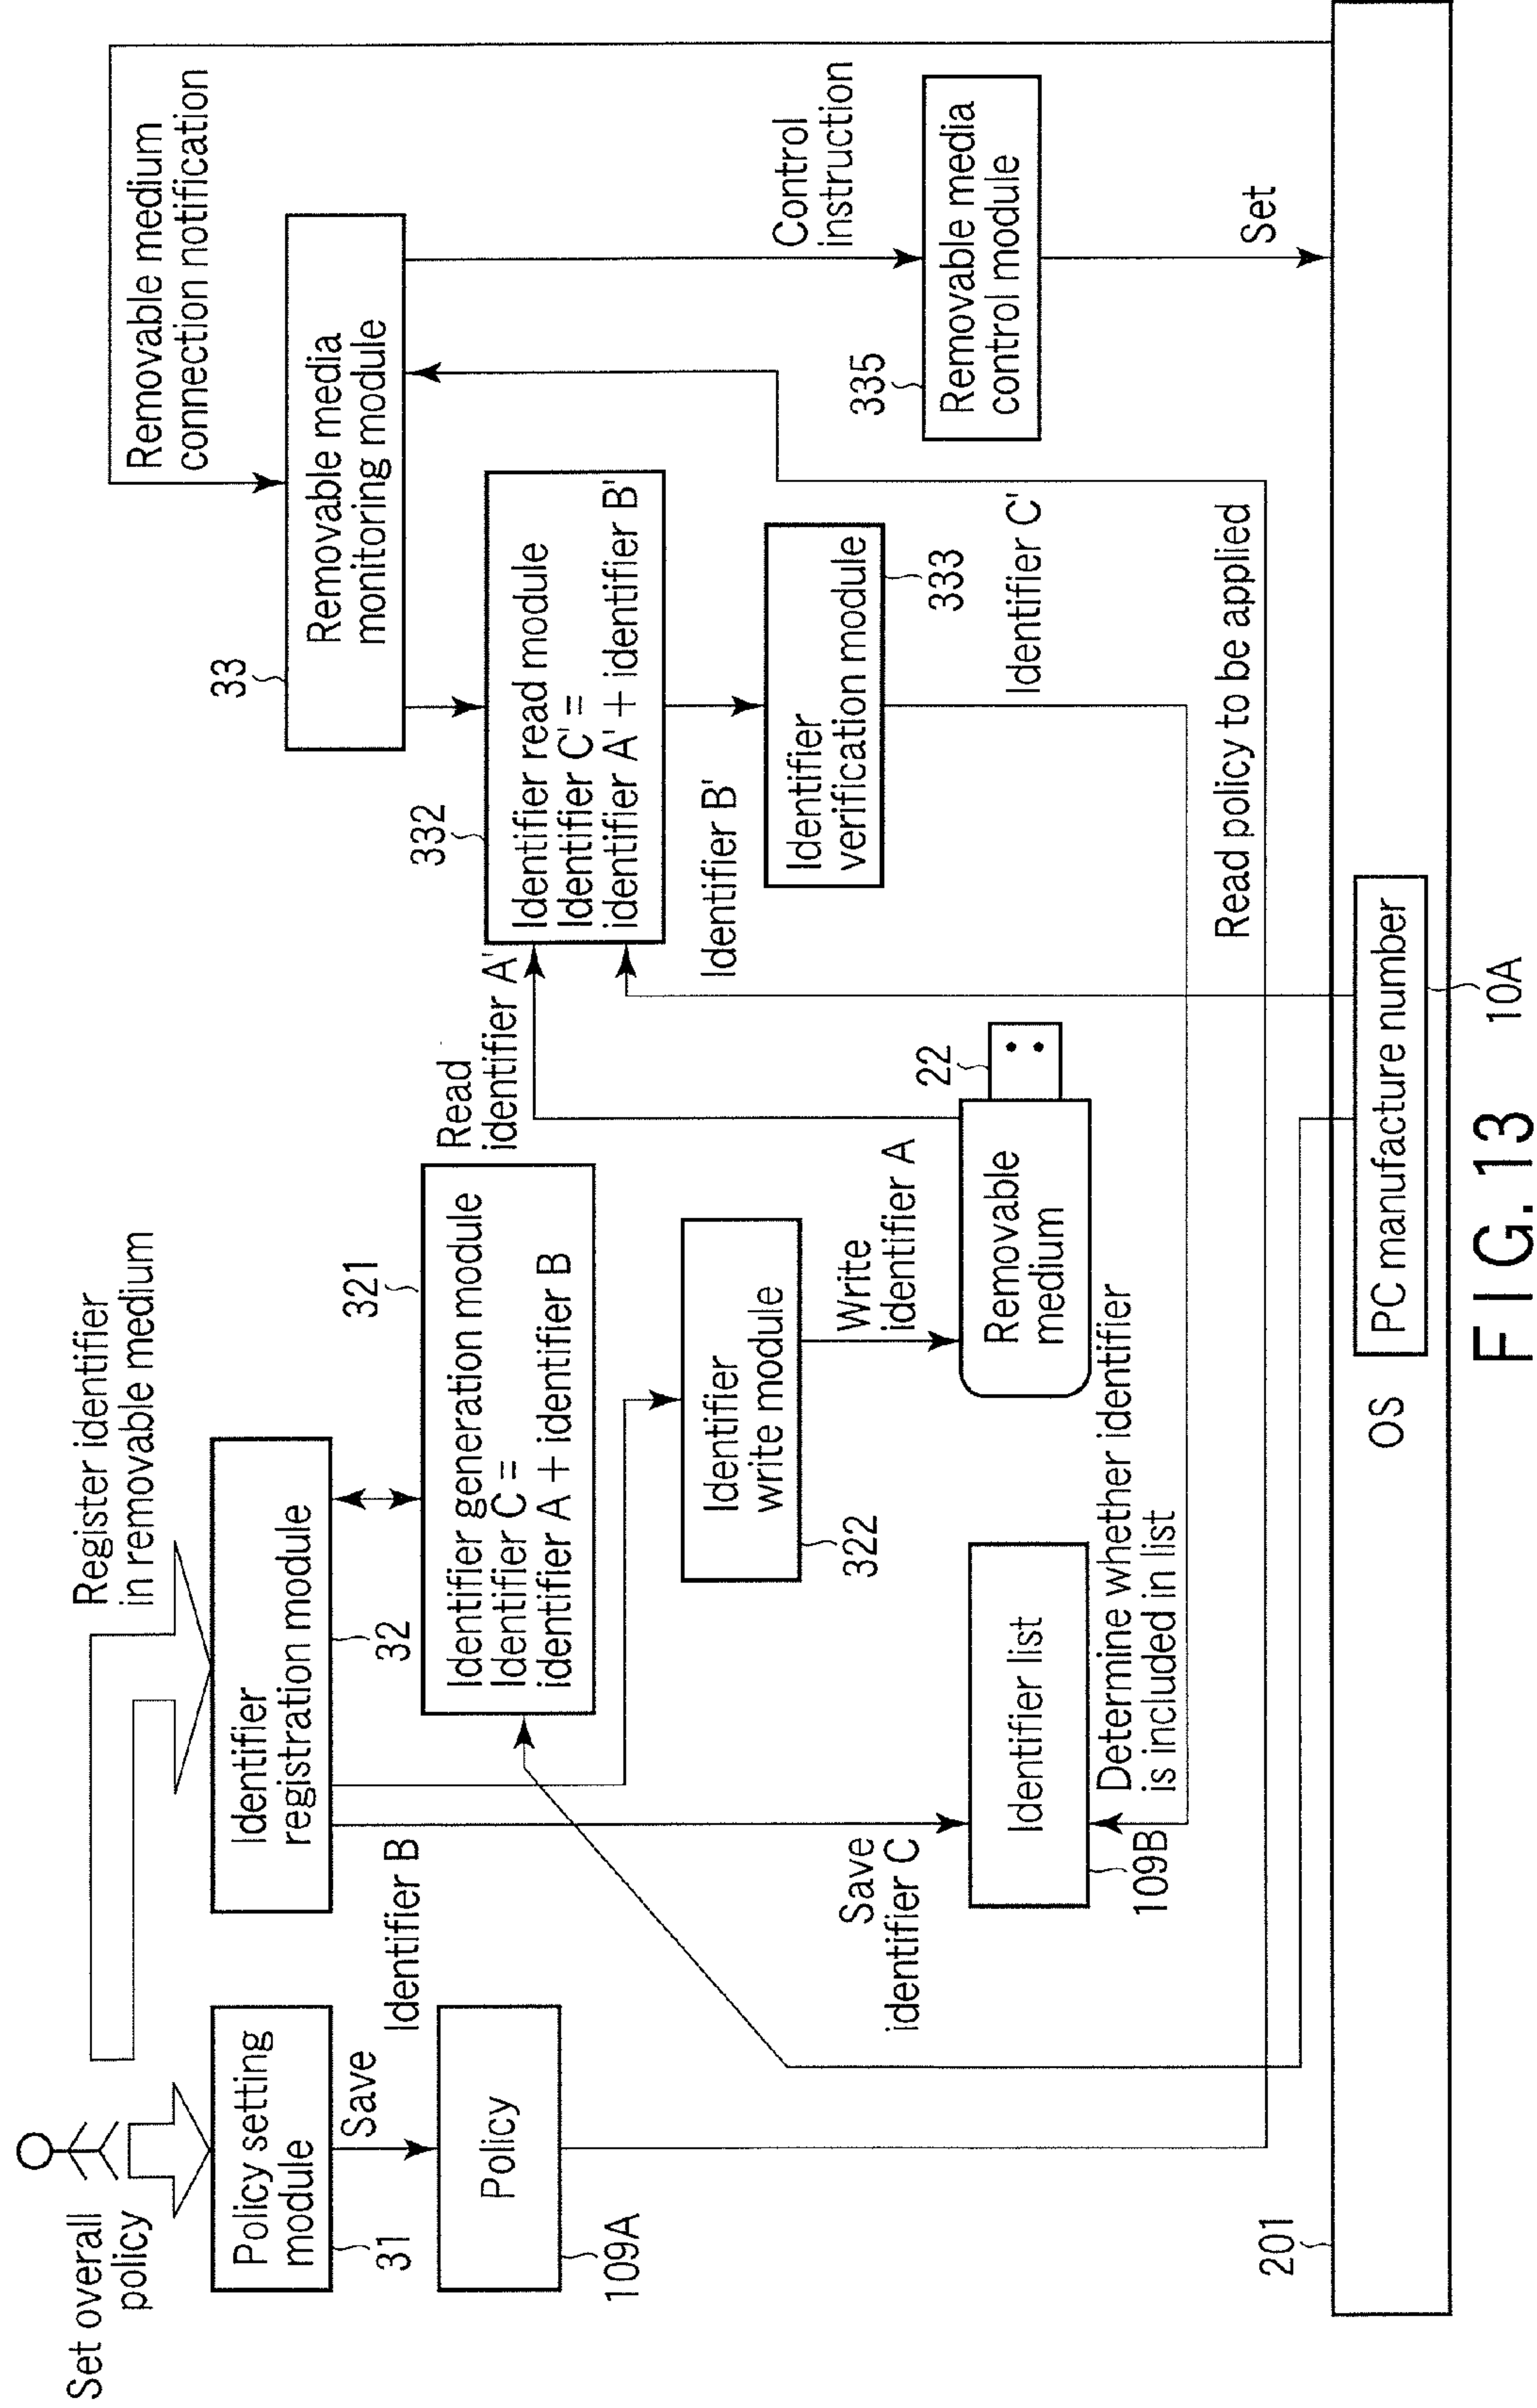 Set overall
policy
Policy setting
module
31
Save
Policy
109A
Register identifier
in removable medium
Identifier
registration module
32
Identifier B
321
Identifier generation module
Identifier C =
identifier A + identifier B
Identifier
write module
322
Write
identifier A
Save
identifier C
Identifier list
109B
Determine whether identifier
is included in list
Removable
medium
22
Read
identifier A'
Removable medium
connection notification
33
Removable media
monitoring module
332
Identifier read module
Identifier C' =
identifier A' + identifier B'
Identifier B'
Identifier
verification module
333
Identifier C'
Control
instruction
335
Removable media
control module
Set
Read policy to be applied
201
OS
PC manufacture number
10A
FIG. 13